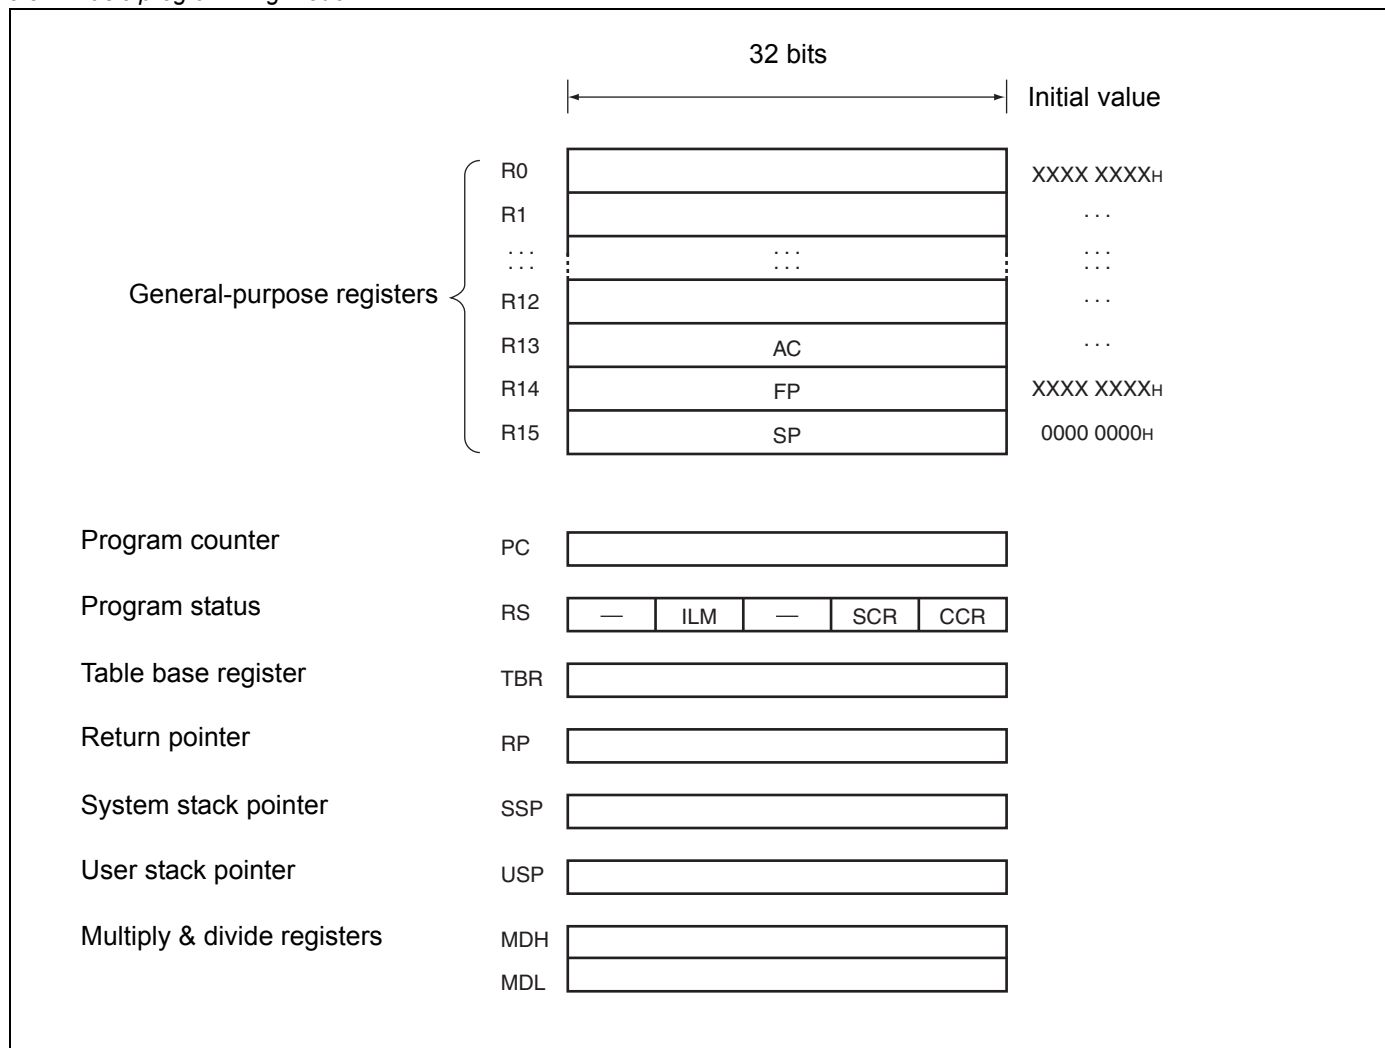 32 bits
Initial value
R0 XXXX XXXXH
R1 ...
... ... ...
... ... ...
General-purpose registers
R12 ...
R13 AC ...
R14 FP XXXX XXXXH
R15 SP 0000 0000H
Program counter PC
Program status RS — ILM — SCR CCR
Table base register TBR
Return pointer RP
System stack pointer SSP
User stack pointer USP
Multiply & divide registers MDH
MDL